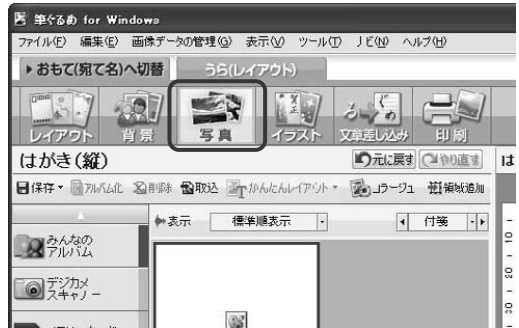 筆ぐるめ for Windows
ファイル(F) 編集(E) 画像データの管理(G) 表示(V) ツール(T) ナビ(N) ヘルプ(H)
おもて(宛て名)へ切替 うら(レイアウト)
レイアウト 背景 写真 イラスト 文章差し込み 印刷
はがき(縦) 元に戻す やり直す は
保存 アルバム化 削除 取込 かんたんレイアウト コラージュ 領域追加
表示 標準順表示 付箋
みんなの
アルバム
デジカメ
スキャナー
10
20
30